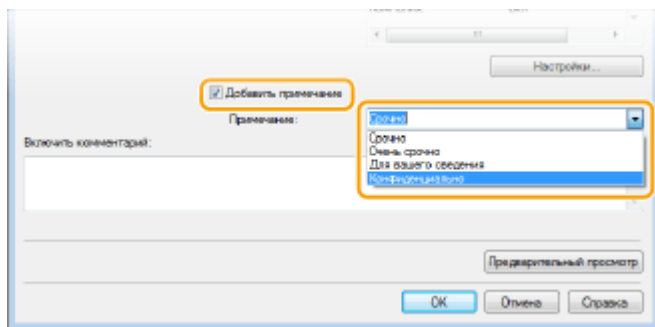 Настройки...
Добавить примечание
Примечание:
Срочно
Включить комментарий:
Срочно
Очень срочно
Для вашего сведения
Конфиденциально
Предварительный просмотр
OK
Отмена
Справка